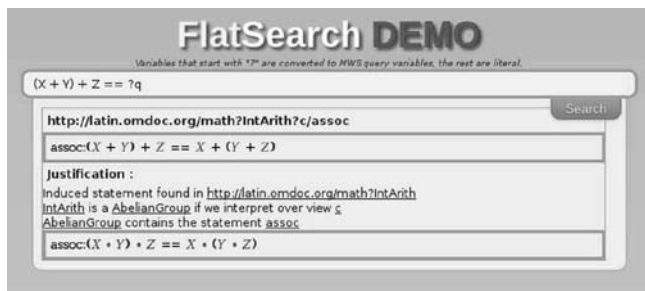 FlatSearch DEMO
Variables that start with "?" are converted to MWS query variables, the rest are literal.
(X + Y) + Z == ?q
Search
http://latin.omdoc.org/math?IntArith?c/assoc
assoc:(X + Y) + Z == X + (Y + Z)
Justification :
Induced statement found in http://latin.omdoc.org/math?IntArith
IntArith is a AbelianGroup if we interpret over view c
AbelianGroup contains the statement assoc
assoc:(X ∗ Y) ∗ Z == X ∗ (Y ∗ Z)